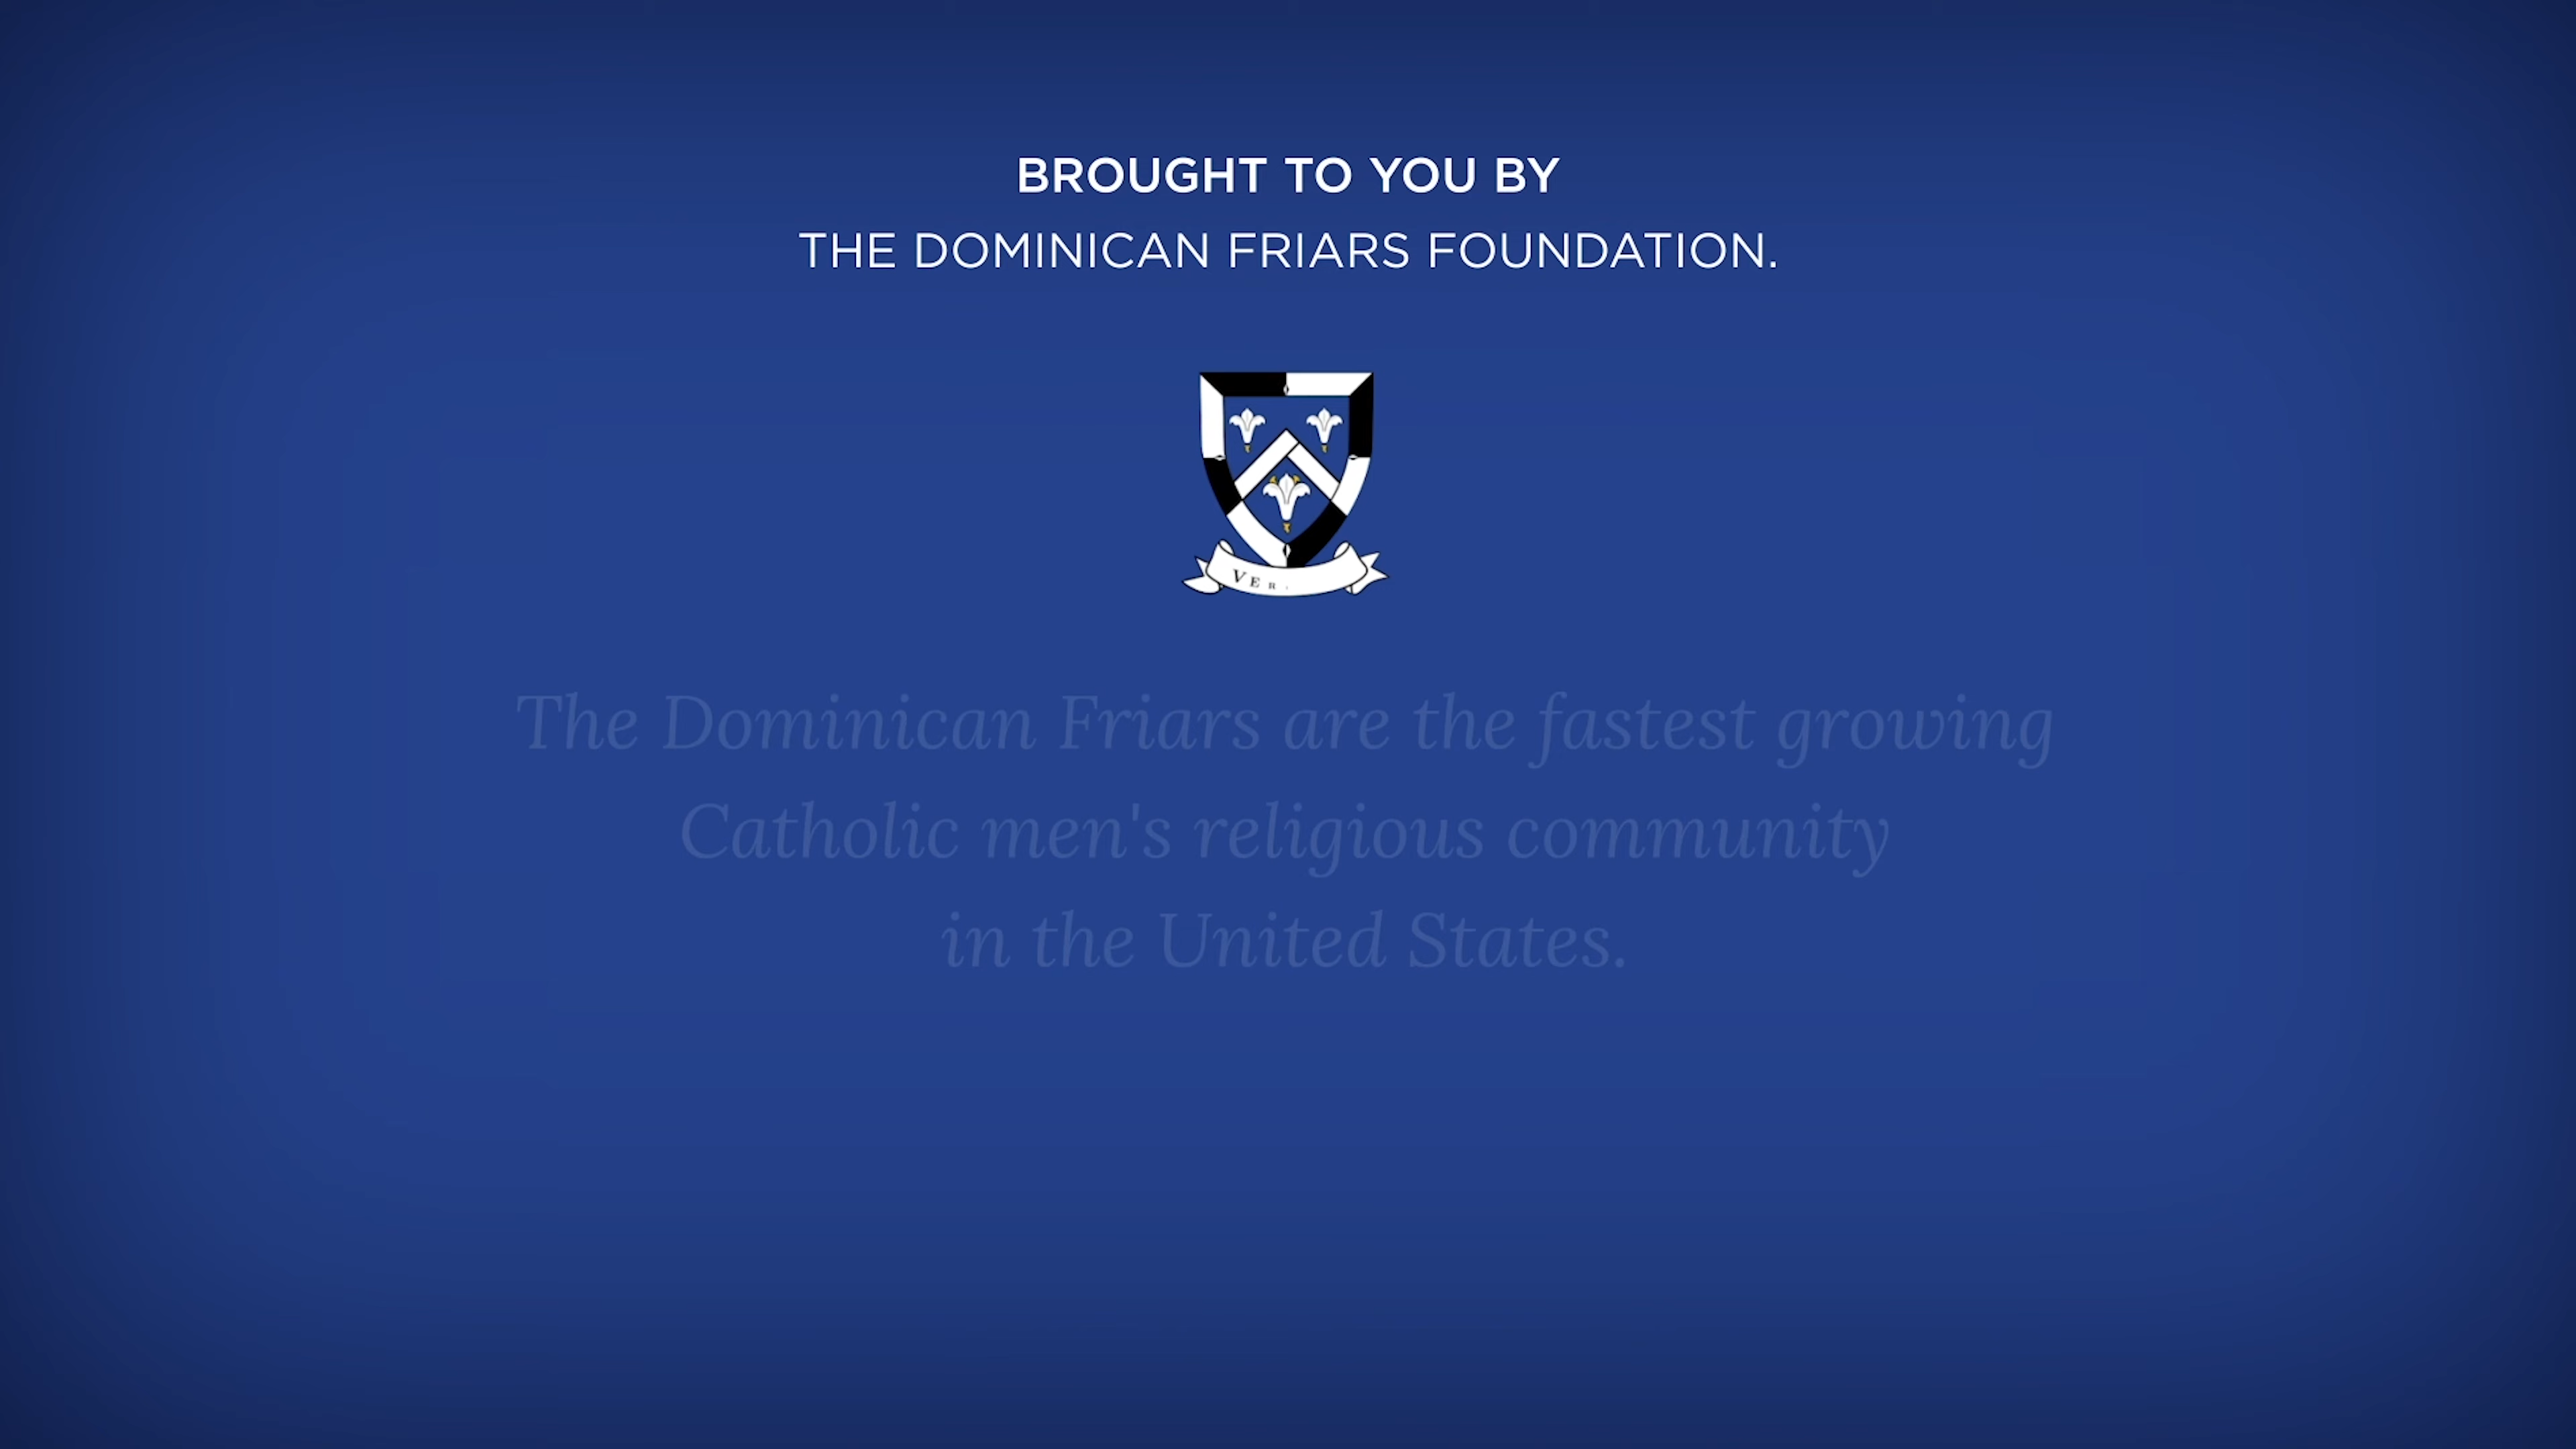 BROUGHT TO YOU BY
THE DOMINICAN FRIARS FOUNDATION.
VER
The Dominican Friars are the fastest growing
Catholic men's religious community
in the United States.